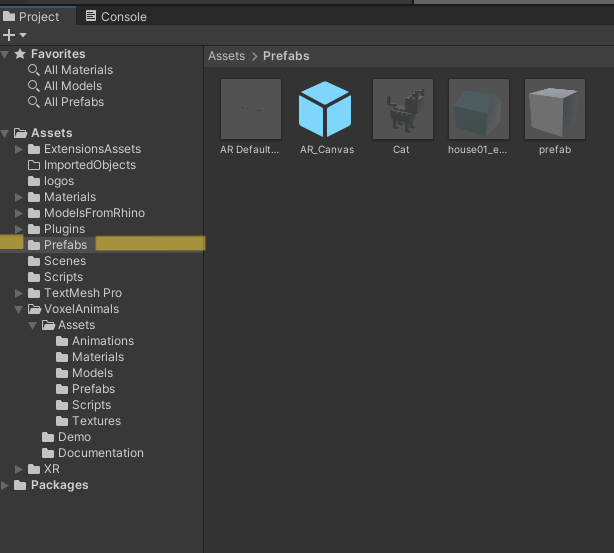 Project
Console
Favorites
All Materials
All Models
All Prefabs
Assets
ExtensionsAssets
ImportedObjects
logos
Materials
ModelsFromRhino
Plugins
Prefabs
Scenes
Scripts
TextMesh Pro
VoxelAnimals
Assets
Animations
Materials
Models
Prefabs
Scripts
Textures
Demo
Documentation
XR
Packages
Assets > Prefabs
AR Default...
AR_Canvas
Cat
house01_e...
prefab